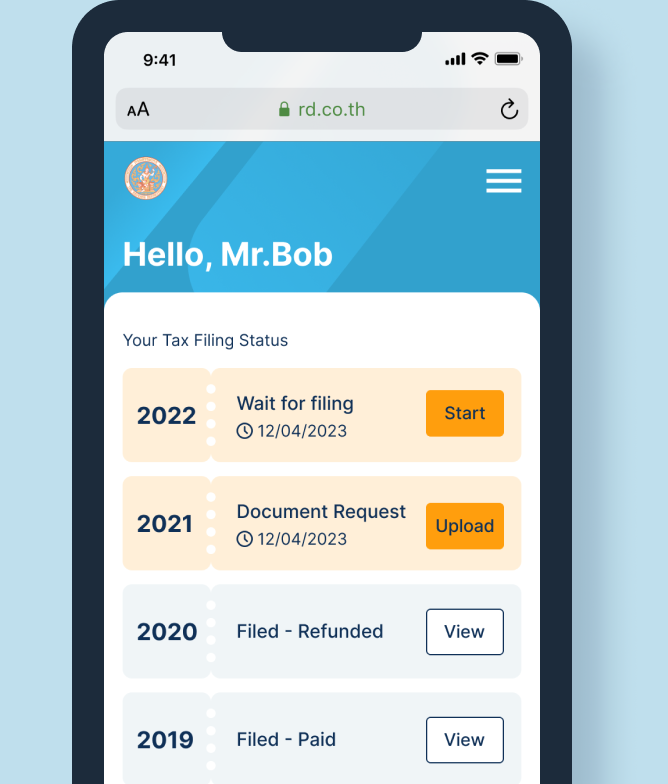 9:41
AA
rd.co.th
Hello, Mr.Bob
Your Tax Filing Status
2022
Wait for filing
12/04/2023
Start
2021
Document Request
12/04/2023
Upload
2020
Filed - Refunded
View
2019
Filed - Paid
View